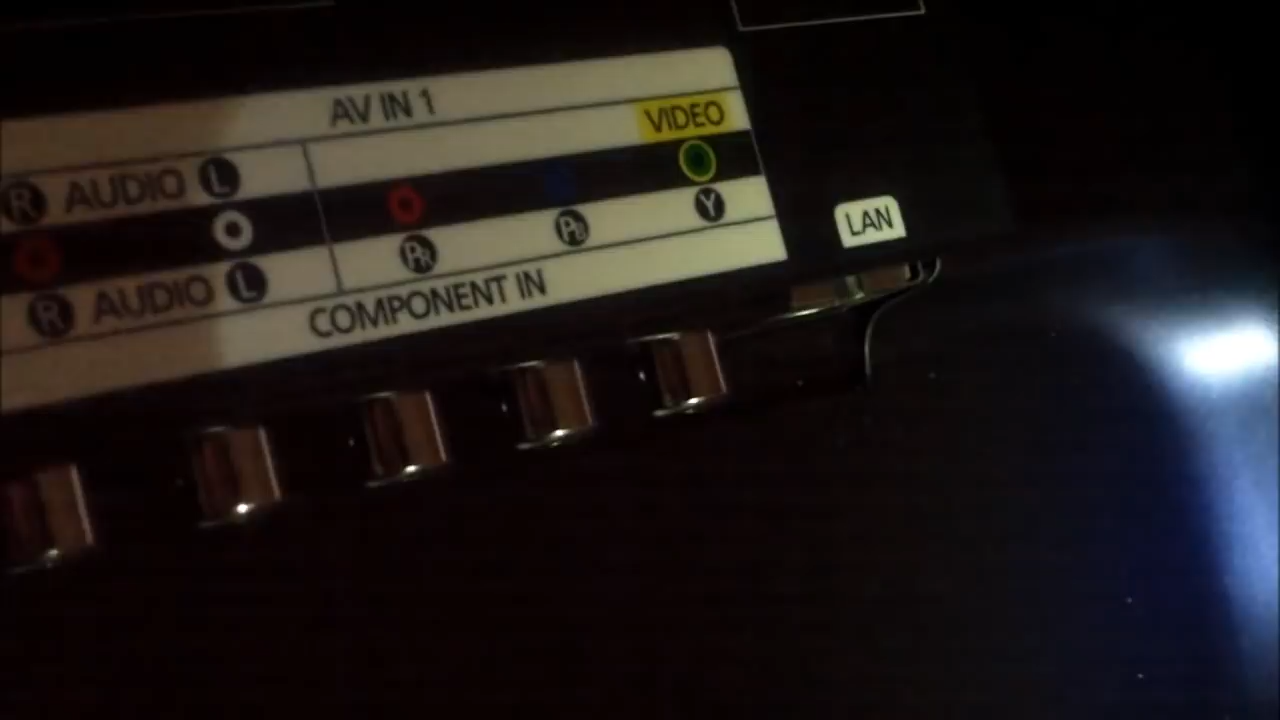 AV IN 1
VIDEO
R AUDIO L
PR PB Y
R AUDIO L
COMPONENT IN
LAN